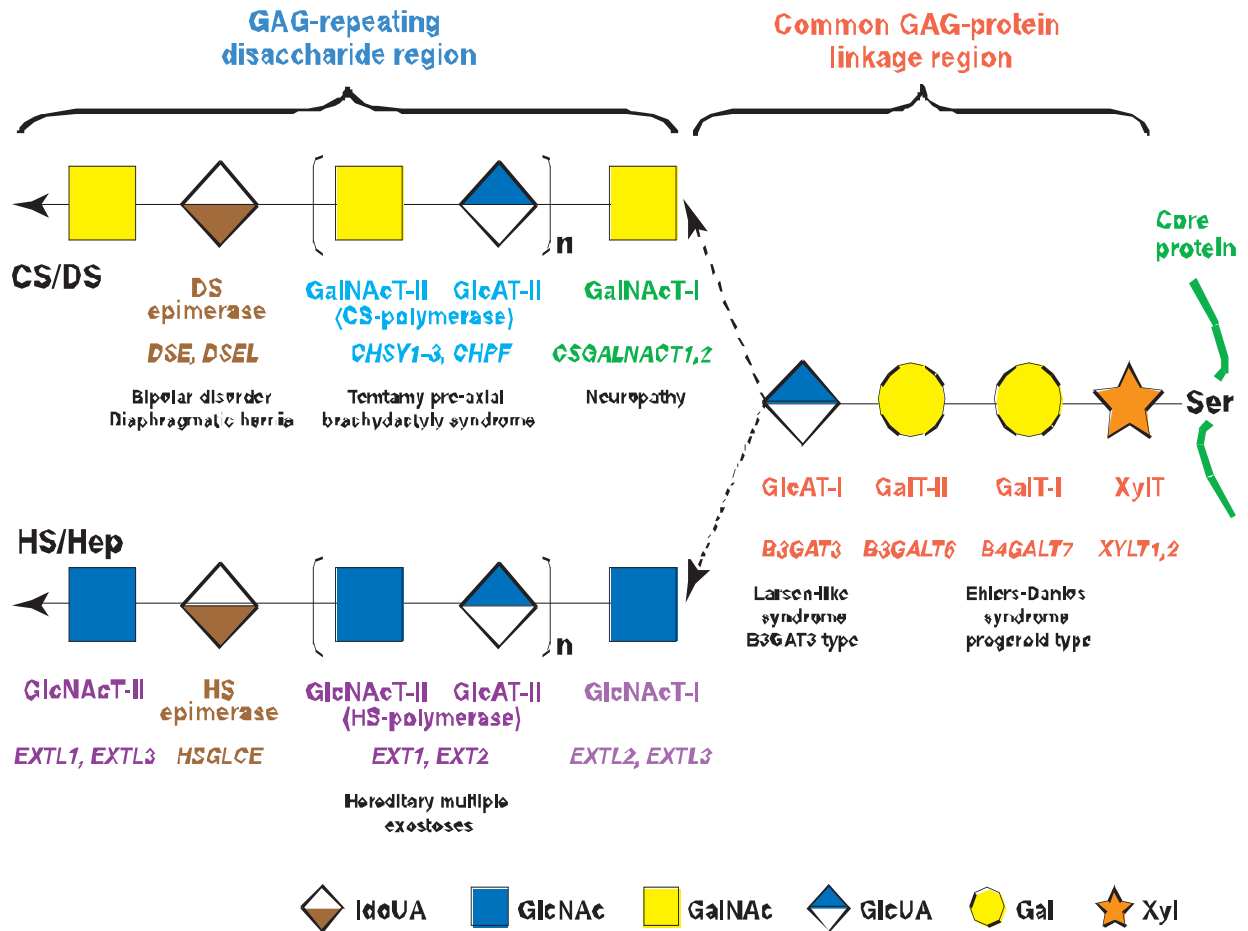 GAG-repeating
disaccharide region
Common GAG-protein
linkage region
n
CS/DS
DS
epimerase
GalNAcT-II
GlcAT-II
(CS-polymerase)
GalNAcT-I
DSE, DSEL
CHSY1-3, CHPF
CSGALNACT1,2
Bipolar disorder
Diaphragmatic hernia
Temtamy pre-axial
brachydactyly syndrome
Neuropathy
Core
protein
Ser
GlcAT-I
GalT-II
GalT-I
XylT
B3GAT3
B3GALT6
B4GALT7
XYLT1,2
Larsen-like
syndrome
B3GAT3 type
Ehlers-Danlos
syndrome
progeroid type
HS/Hep
n
GlcNAcT-II
HS
epimerase
GlcNAcT-II
GlcAT-II
(HS-polymerase)
GlcNAcT-I
EXTL1, EXTL3
HSGLCE
EXT1, EXT2
EXTL2, EXTL3
Hereditary multiple
exostoses
IdoUA
GlcNAc
GalNAc
GlcUA
Gal
Xyl